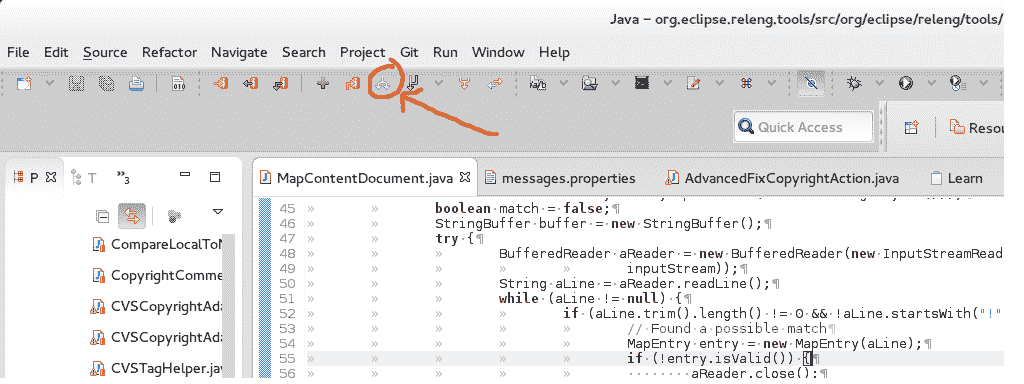 Java – org.eclipse.releng.tools/src/org/eclipse/releng/tools/
File Edit Source Refactor Navigate Search Project Git Run Window Help
010
Quick Access
Resou
P T »3
MapContentDocument.java messages.properties AdvancedFixCopyrightAction.java Learn
CompareLocalToM
CopyrightComme
CVSCopyrightAda
CVSCopyrightAda
CVSTagHelper.jav
45 » » boolean·match·=·false;¶
46 » » StringBuffer·buffer·=·new·StringBuffer();¶
47 » » try·{¶
48 » » » BufferedReader·aReader·=·new·BufferedReader(new·InputStreamRead
49 » » » » » inputStream));¶
50 » » » String·aLine·=·aReader.readLine();¶
51 » » » while·(aLine·!=·null)·{¶
52 » » » » if·(aLine.trim().length()·!=·0·&&·!aLine.startsWith("!"
53 » » » » » //·Found·a·possible·match¶
54 » » » » » MapEntry·entry·=·new·MapEntry(aLine);¶
55 » » » » » if·(!entry.isValid())·{¶
56 » » » » » ········aReader.close();¶